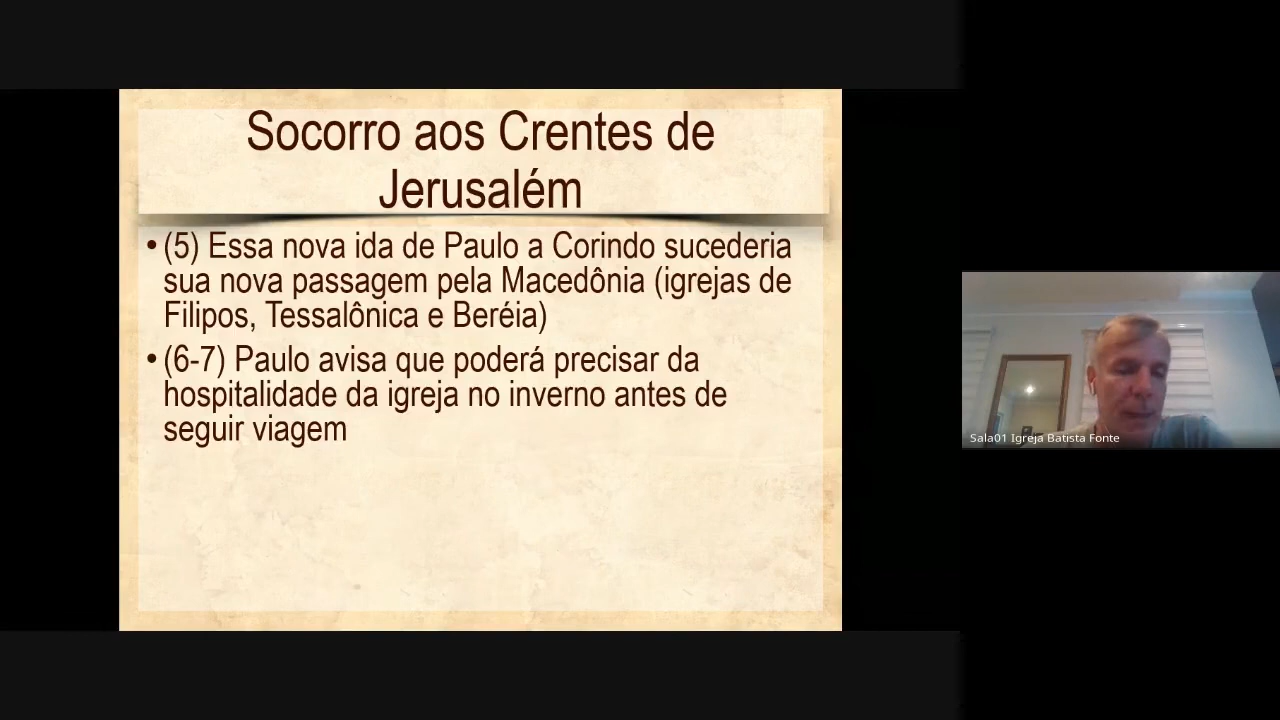 Socorro aos Crentes de
Jerusalém
• (5) Essa nova ida de Paulo a Corindo sucederia
sua nova passagem pela Macedônia (igrejas de
Filipos, Tessalônica e Beréia)
• (6-7) Paulo avisa que poderá precisar da
hospitalidade da igreja no inverno antes de
seguir viagem
Sala01 Igreja Batista Fonte